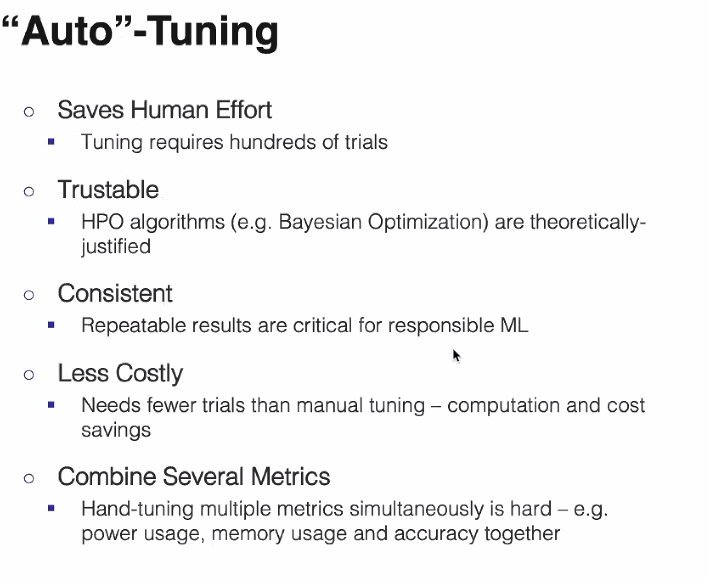 “Auto”-Tuning
Saves Human Effort
Tuning requires hundreds of trials
Trustable
HPO algorithms (e.g. Bayesian Optimization) are theoretically-
justified
Consistent
Repeatable results are critical for responsible ML
Less Costly
Needs fewer trials than manual tuning – computation and cost
savings
Combine Several Metrics
Hand-tuning multiple metrics simultaneously is hard – e.g.
power usage, memory usage and accuracy together